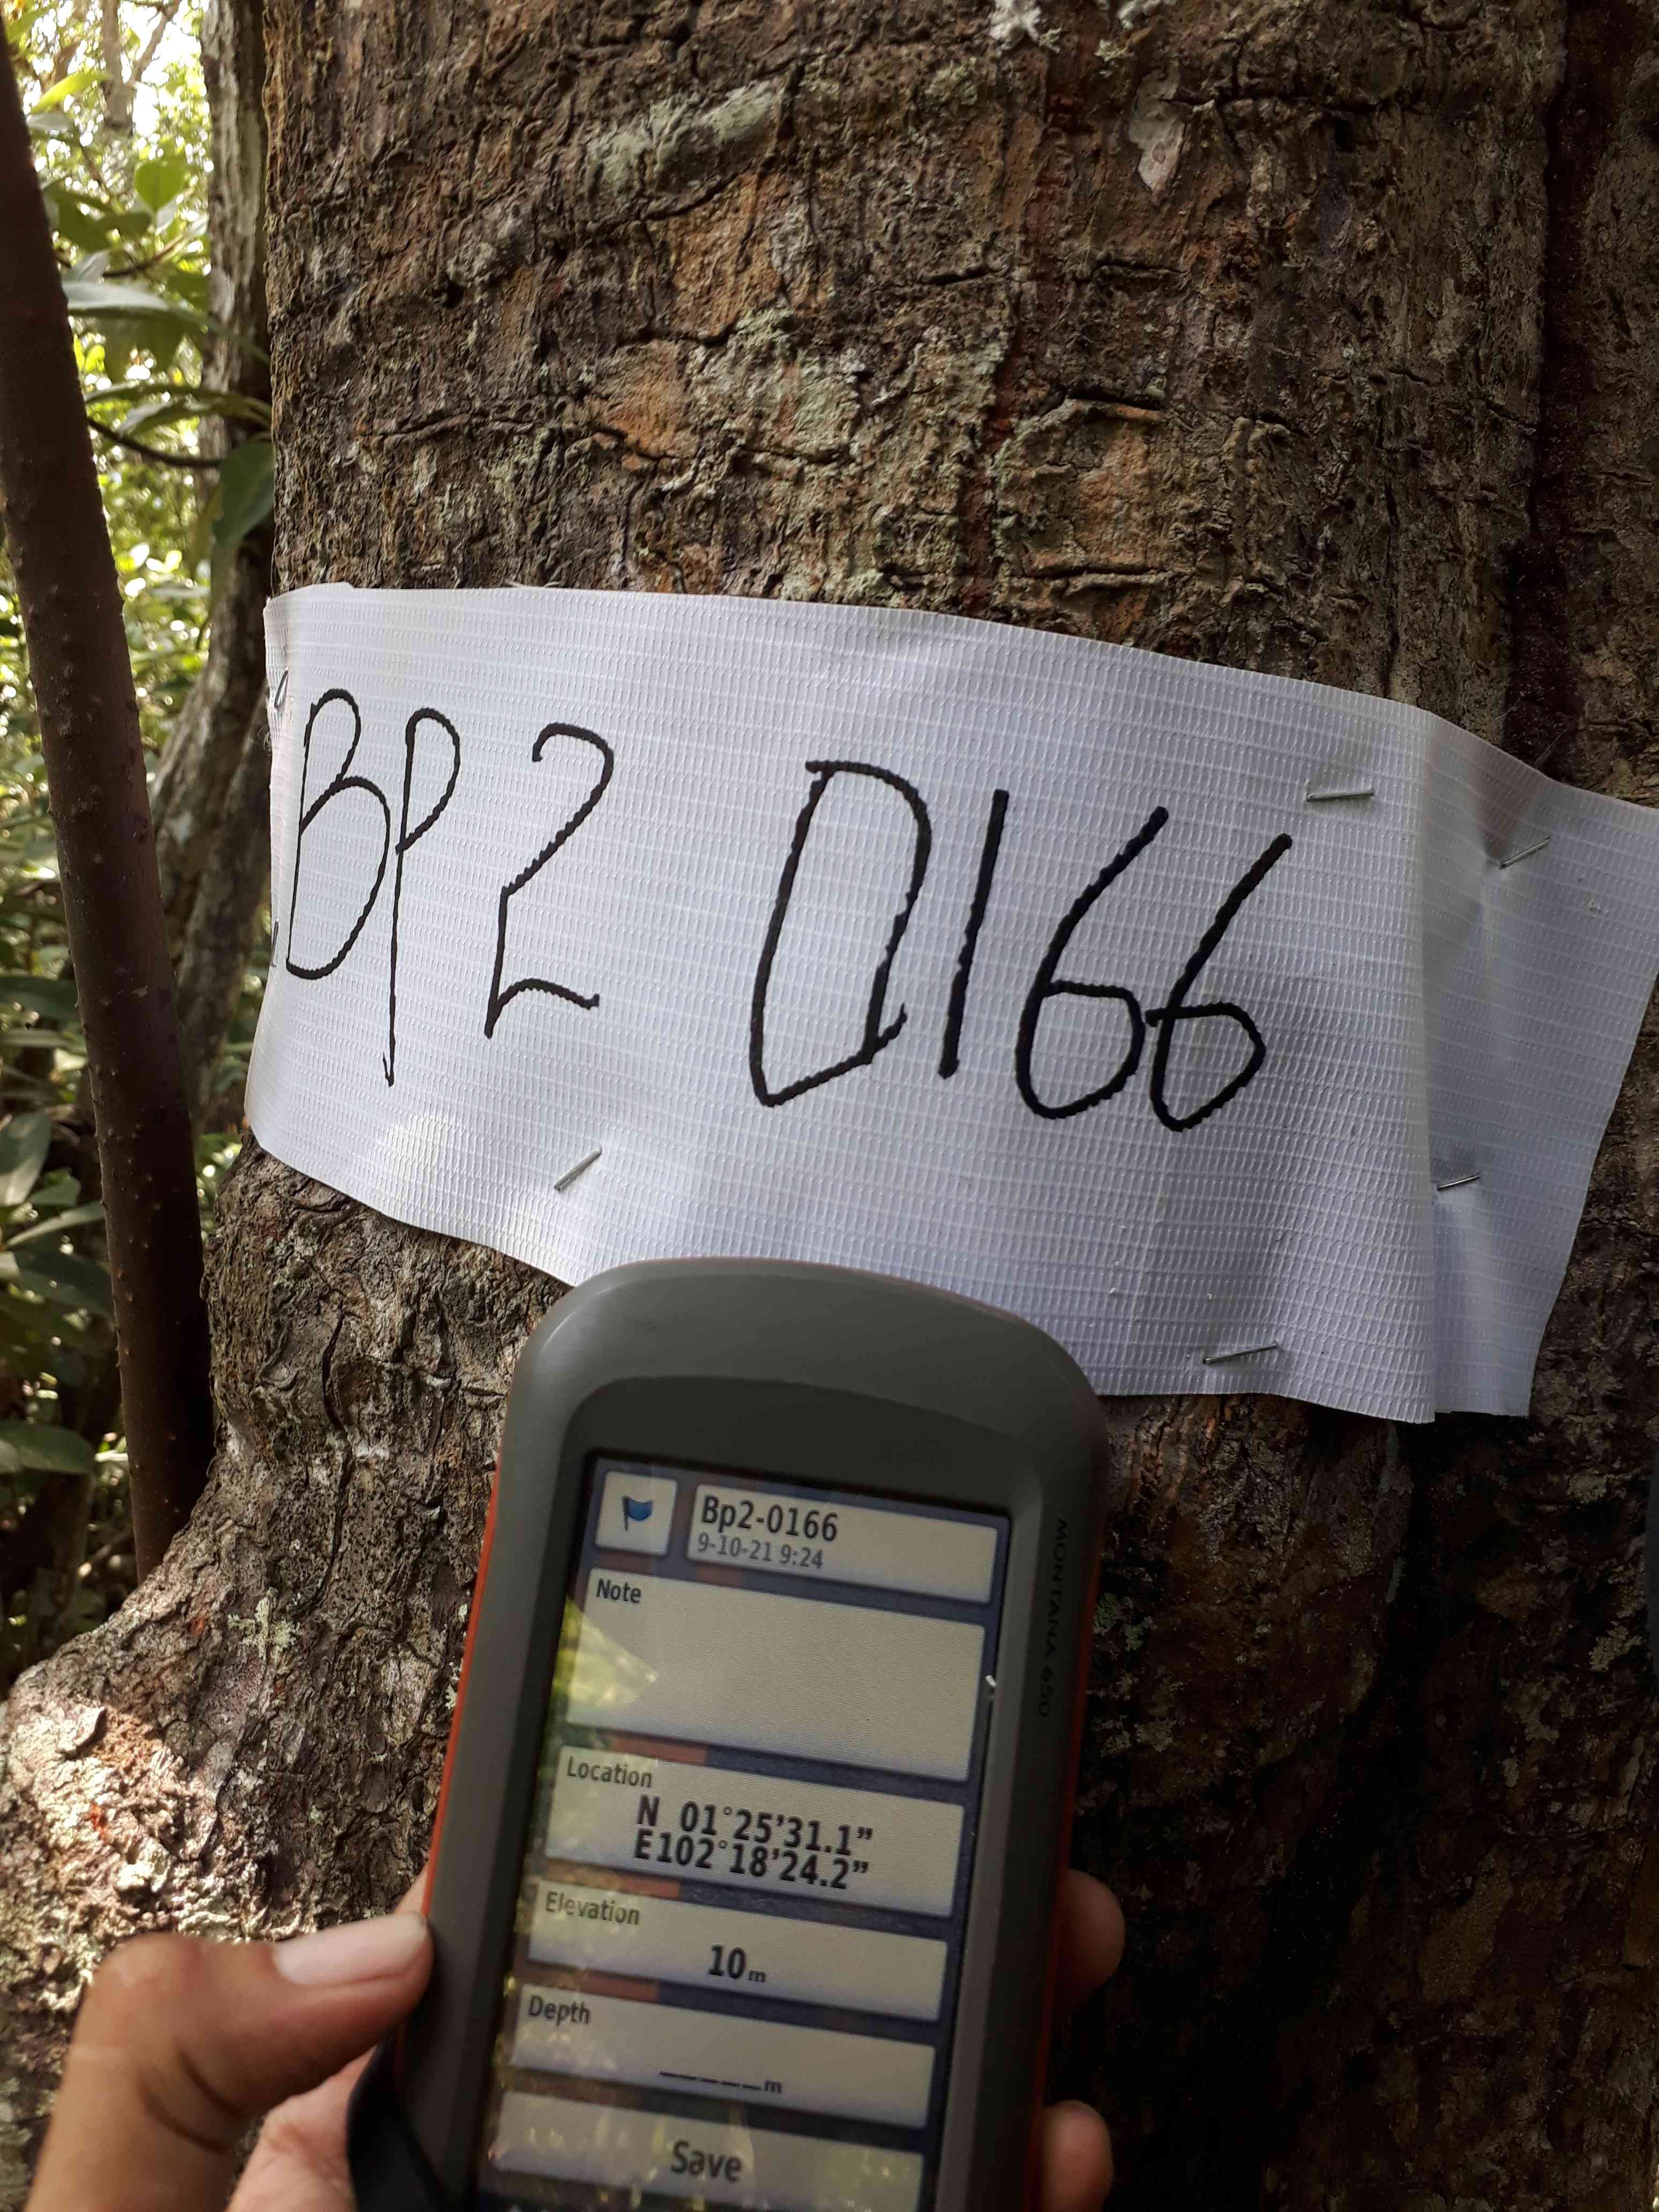 BP2 0166
MONTANA 650
Bp2-0166
9-10-21 9:24
Note
Location
N 01°25'31.1"
E102°18'24.2"
Elevation
10m
Depth
_____m
Save